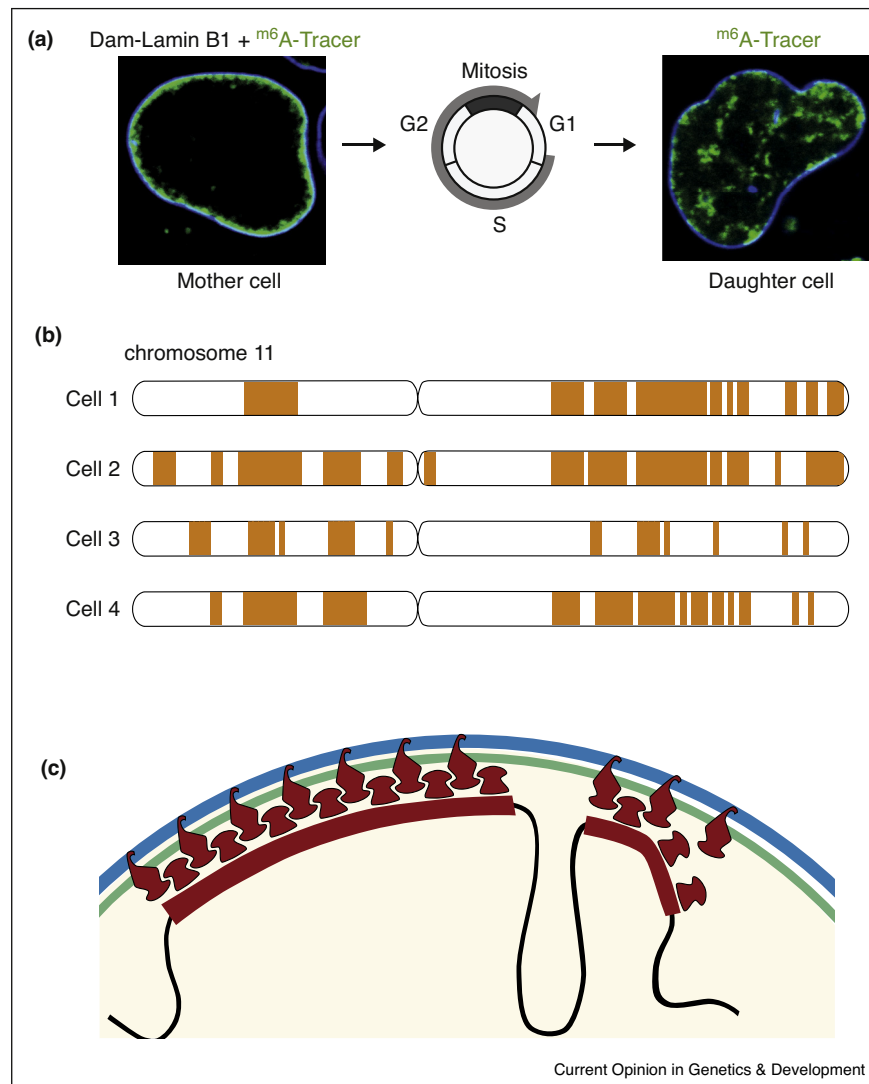 (a)
Dam-Lamin B1 + m6A-Tracer
m6A-Tracer
Mitosis
G2
G1
S
Mother cell
Daughter cell
(b)
chromosome 11
Cell 1
Cell 2
Cell 3
Cell 4
(c)
Current Opinion in Genetics & Development